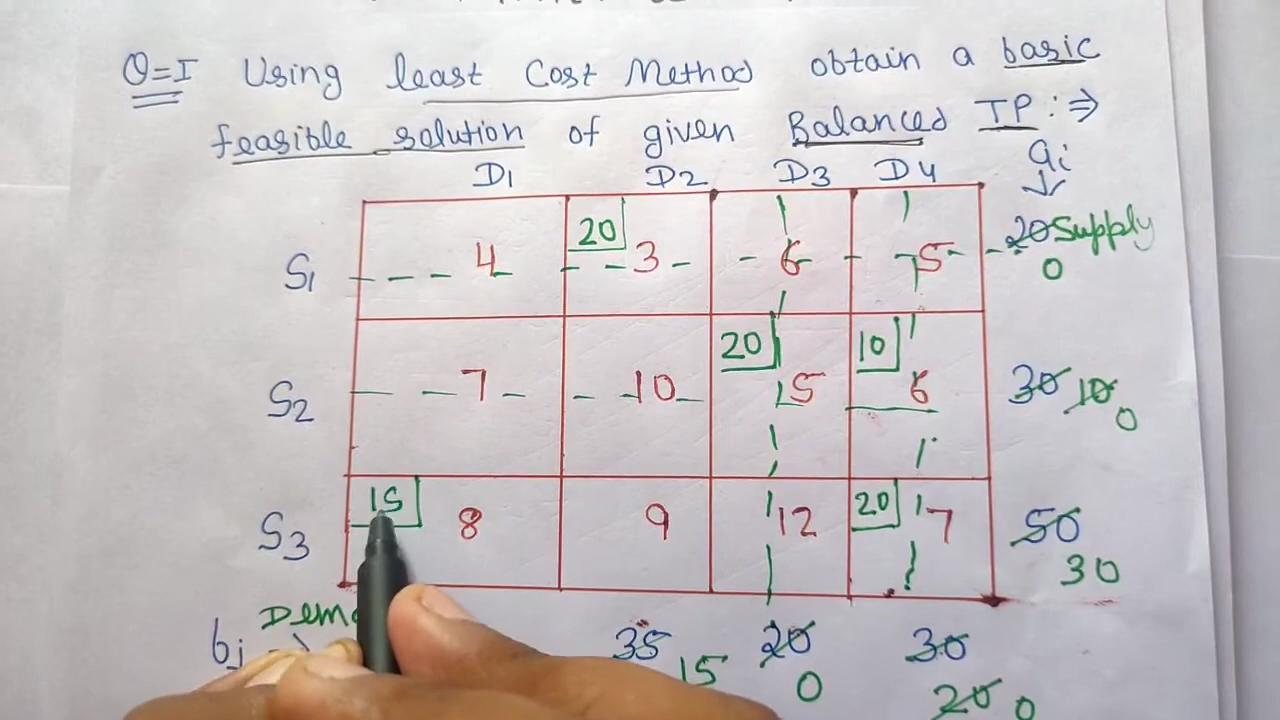 Q=I Using least Cost Method obtain a basic
feasible solution of given Balanced TP :⇒
D1 D2 D3 D4 ai ↓
S1 4 20 3 6 5 20 Supply
0
S2 7 10 20 15 10 6 30 10 0
S3 15 8 9 12 20 17 50
30
bj → 35 20 30
15 0 20 0